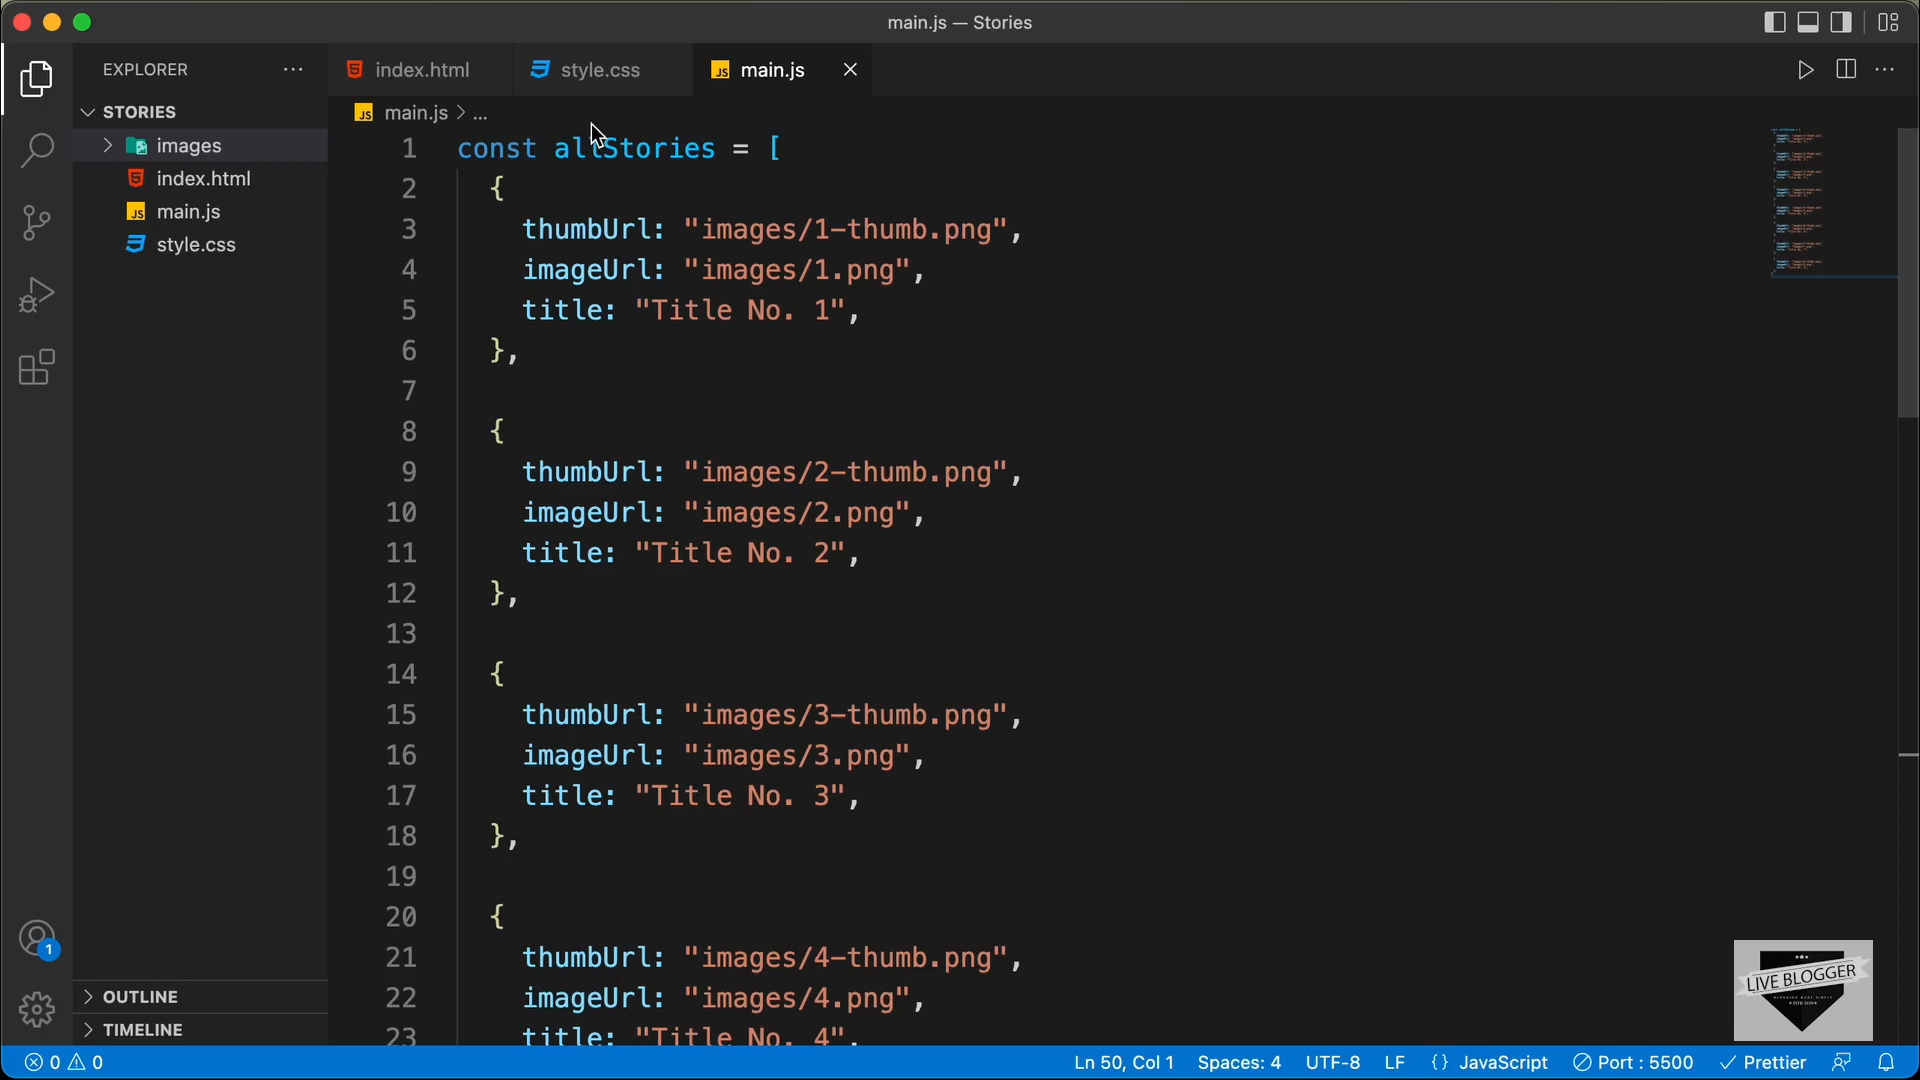 main.js — Stories
EXPLORER
index.html
style.css
main.js
STORIES
images
index.html
main.js
style.css
OUTLINE
TIMELINE
main.js > ...
1 const allStories = [
2 {
3 thumbUrl: "images/1-thumb.png",
4 imageUrl: "images/1.png",
5 title: "Title No. 1",
6 },
7
8 {
9 thumbUrl: "images/2-thumb.png",
10 imageUrl: "images/2.png",
11 title: "Title No. 2",
12 },
13
14 {
15 thumbUrl: "images/3-thumb.png",
16 imageUrl: "images/3.png",
17 title: "Title No. 3",
18 },
19
20 {
21 thumbUrl: "images/4-thumb.png",
22 imageUrl: "images/4.png",
23 title: "Title No. 4",
LIVE BLOGGER
1
0 0
Ln 50, Col 1 Spaces: 4 UTF-8 LF {} JavaScript Port : 5500 Prettier